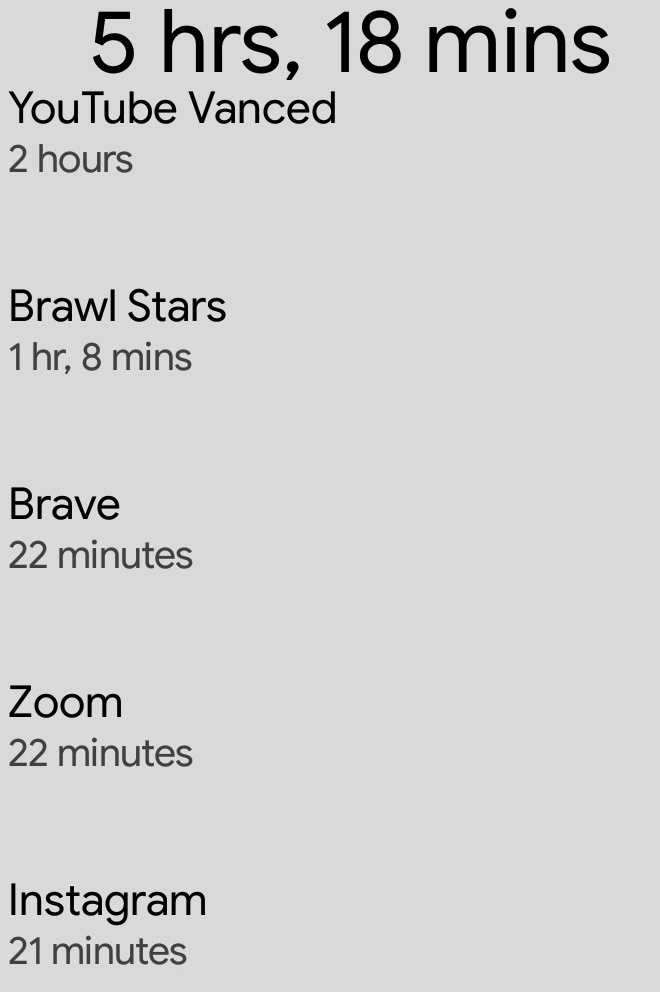 5 hrs, 18 mins
YouTube Vanced
2 hours
Brawl Stars
1 hr, 8 mins
Brave
22 minutes
Zoom
22 minutes
Instagram
21 minutes